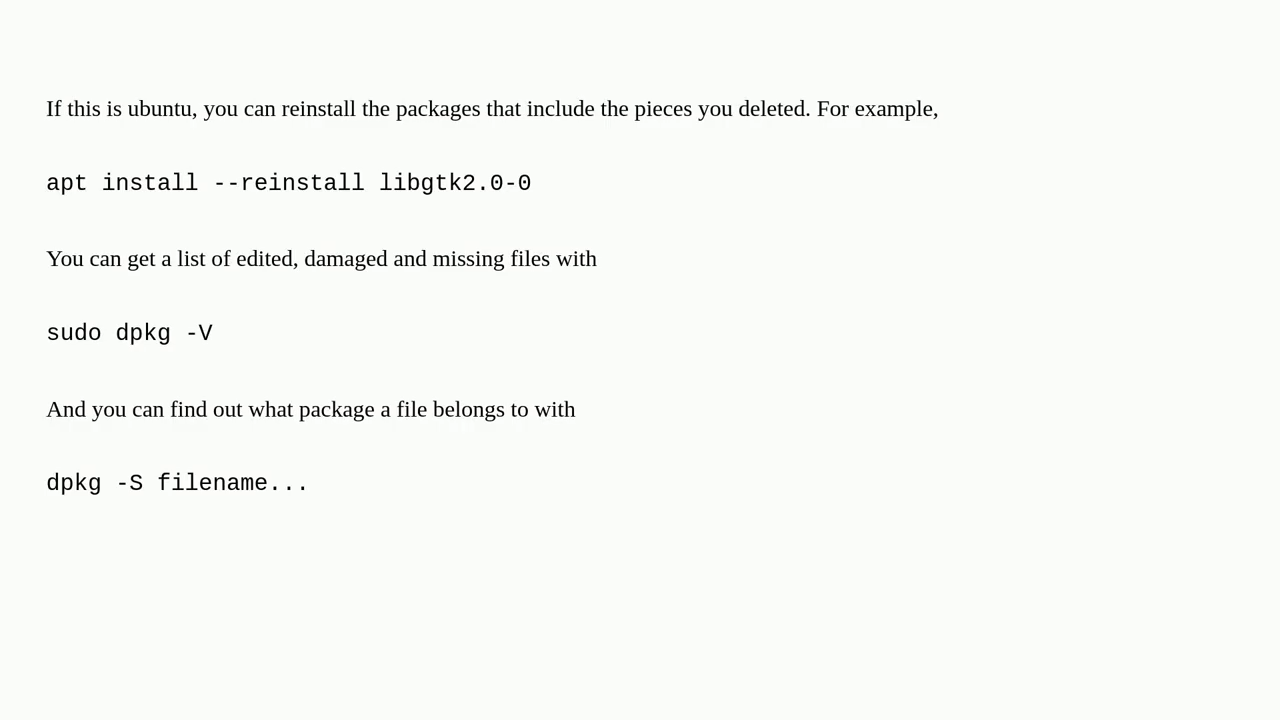 If this is ubuntu, you can reinstall the packages that include the pieces you deleted. For example,
apt install --reinstall libgtk2.0-0
You can get a list of edited, damaged and missing files with
sudo dpkg -V
And you can find out what package a file belongs to with
dpkg -S filename...